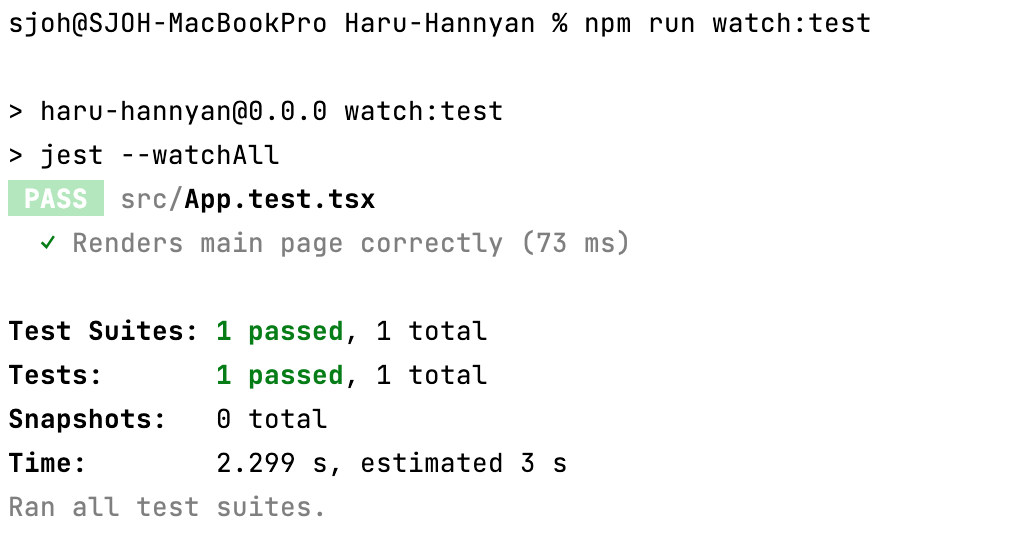 sjoh@SJOH-MacBookPro Haru-Hannyan % npm run watch:test
> haru-hannyan@0.0.0 watch:test
> jest --watchAll
PASS src/App.test.tsx
✓ Renders main page correctly (73 ms)
Test Suites: 1 passed, 1 total
Tests: 1 passed, 1 total
Snapshots: 0 total
Time: 2.299 s, estimated 3 s
Ran all test suites.